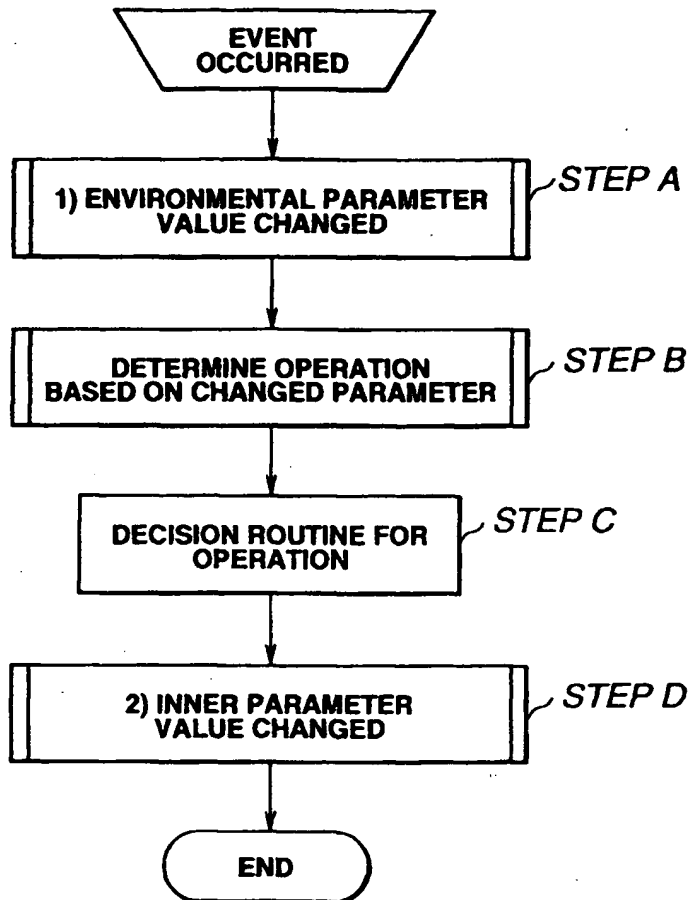 EVENT
OCCURRED
1) ENVIRONMENTAL PARAMETER
VALUE CHANGED
STEP A
DETERMINE OPERATION
BASED ON CHANGED PARAMETER
STEP B
DECISION ROUTINE FOR
OPERATION
STEP C
2) INNER PARAMETER
VALUE CHANGED
STEP D
END